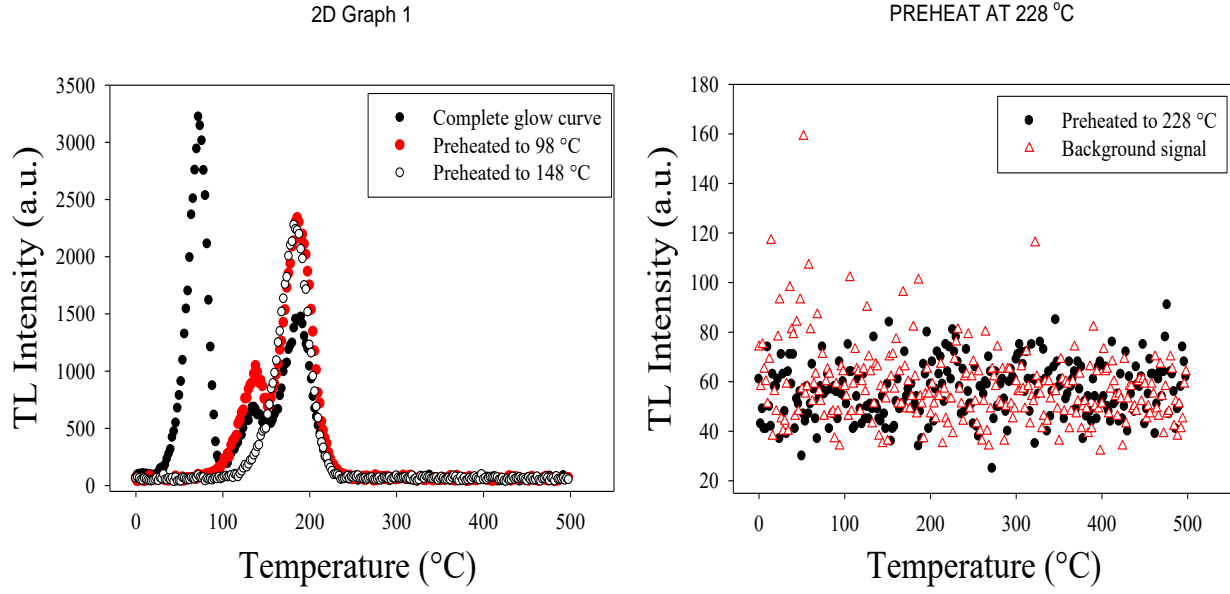 2D Graph 1
TL Intensity (a.u.)
3500
3000
2500
2000
1500
1000
500
0
Complete glow curve
Preheated to 98 °C
Preheated to 148 °C
0 100 200 300 400 500
Temperature (°C)
PREHEAT AT 228 °C
TL Intensity (a.u.)
180
160
140
120
100
80
60
40
20
Preheated to 228 °C
Background signal
0 100 200 300 400 500
Temperature (°C)